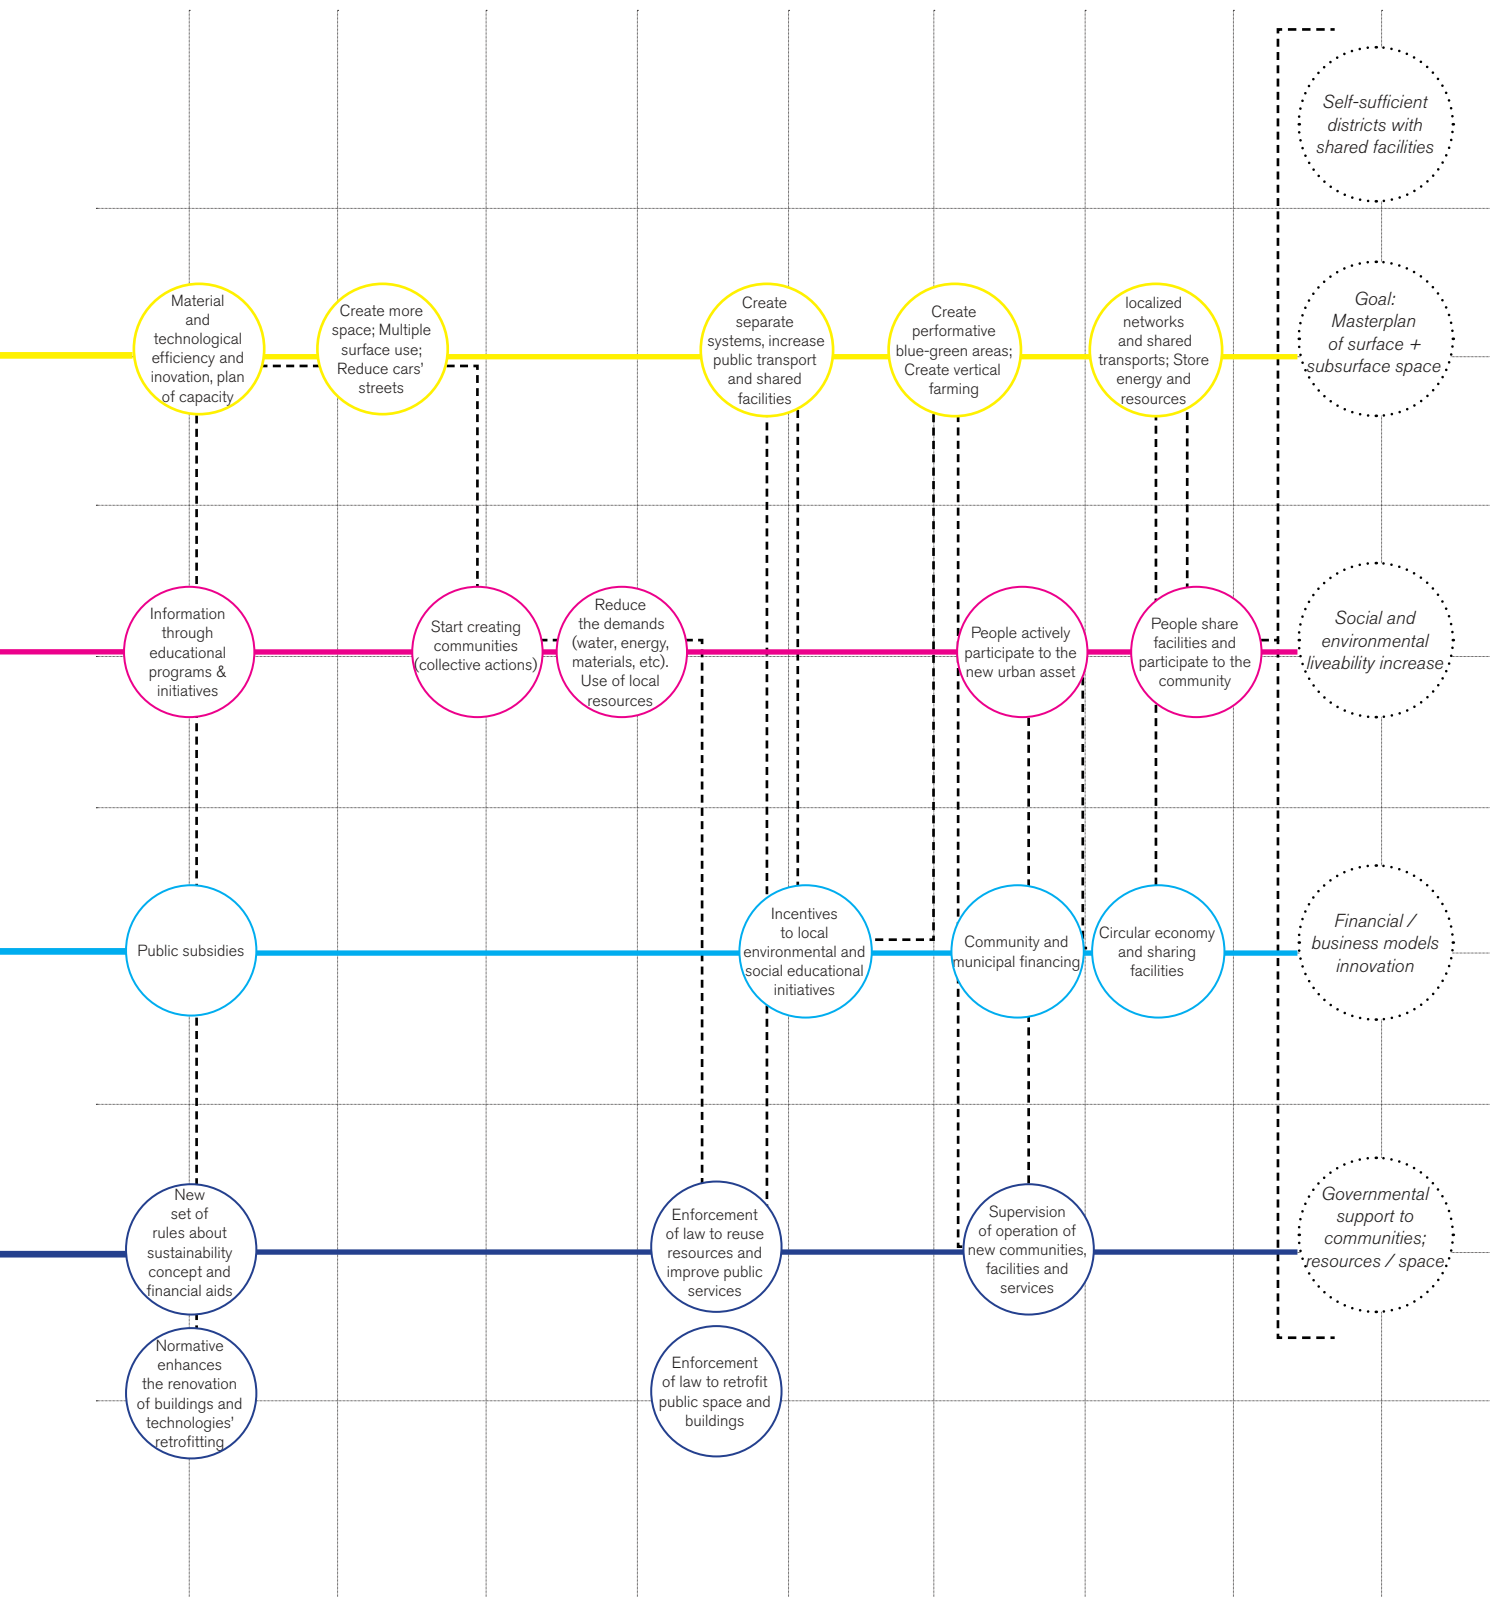 Self-sufficient
districts with
shared facilities
Material
and
technological
efficiency and
inovation, plan
of capacity
Create more
space; Multiple
surface use;
Reduce cars’
streets
Create
separate
systems, increase
public transport
and shared
facilities
Create
performative
blue-green areas;
Create vertical
farming
localized
networks
and shared
transports; Store
energy and
resources
Goal:
Masterplan
of surface +
subsurface space
Information
through
educational
programs &
initiatives
Start creating
communities
(collective actions)
Reduce
the demands
(water, energy,
materials, etc).
Use of local
resources
People actively
participate to the
new urban asset
People share
facilities and
participate to the
community
Social and
environmental
liveability increase
Public subsidies
Incentives
to local
environmental and
social educational
initiatives
Community and
municipal financing
Circular economy
and sharing
facilities
Financial /
business models
innovation
New
set of
rules about
sustainability
concept and
financial aids
Enforcement
of law to reuse
resources and
improve public
services
Supervision
of operation of
new communities,
facilities and
services
Governmental
support to
communities;
resources / space
Normative
enhances
the renovation
of buildings and
technologies’
retrofitting
Enforcement
of law to retrofit
public space and
buildings